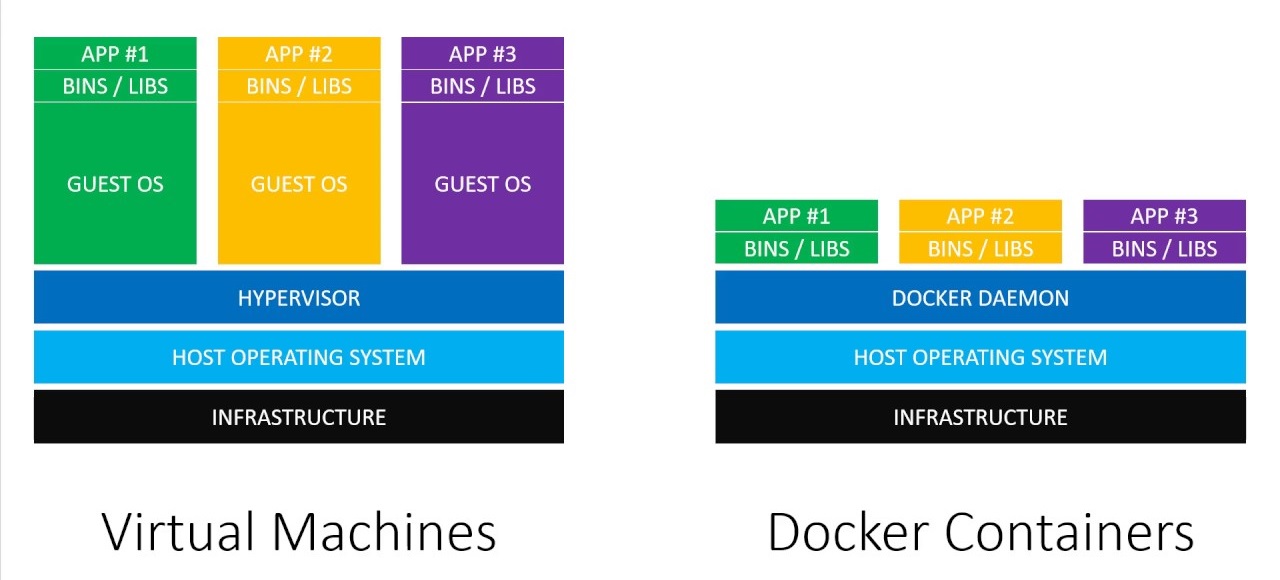 APP #1
BINS / LIBS
GUEST OS
APP #2
BINS / LIBS
GUEST OS
APP #3
BINS / LIBS
GUEST OS
HYPERVISOR
HOST OPERATING SYSTEM
INFRASTRUCTURE
Virtual Machines
APP #1
BINS / LIBS
APP #2
BINS / LIBS
APP #3
BINS / LIBS
DOCKER DAEMON
HOST OPERATING SYSTEM
INFRASTRUCTURE
Docker Containers